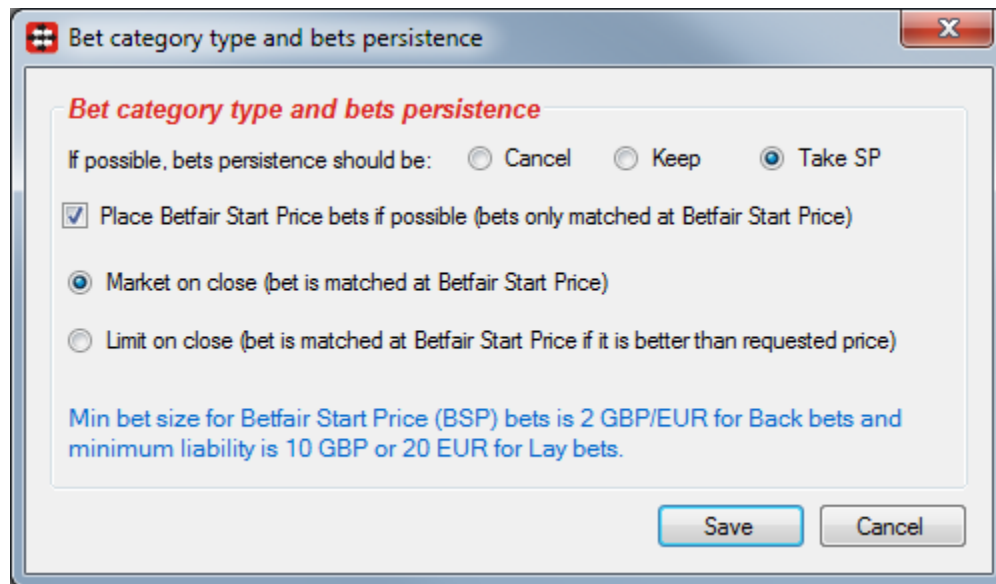 Bet category type and bets persistence
Bet category type and bets persistence
If possible, bets persistence should be: Cancel Keep Take SP
Place Betfair Start Price bets if possible (bets only matched at Betfair Start Price)
Market on close (bet is matched at Betfair Start Price)
Limit on close (bet is matched at Betfair Start Price if it is better than requested price)
Min bet size for Betfair Start Price (BSP) bets is 2 GBP/EUR for Back bets and
minimum liability is 10 GBP or 20 EUR for Lay bets.
Save Cancel